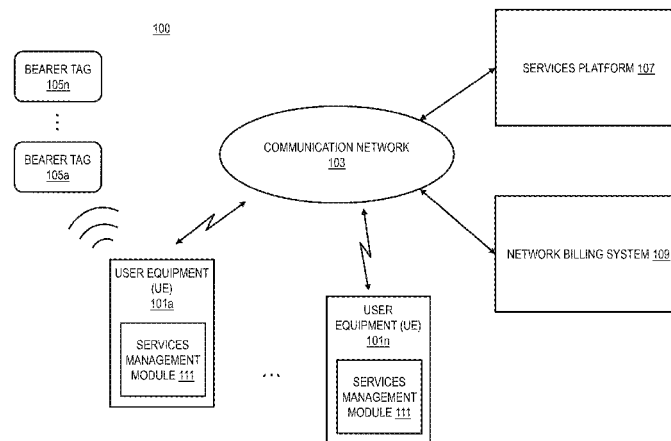 100
BEARER TAG
105n
BEARER TAG
105a
SERVICES PLATFORM 107
COMMUNICATION NETWORK
103
NETWORK BILLING SYSTEM 109
USER EQUIPMENT
(UE)
101a
SERVICES
MANAGEMENT
MODULE 111
...
USER
EQUIPMENT (UE)
101n
SERVICES
MANAGEMENT
MODULE 111